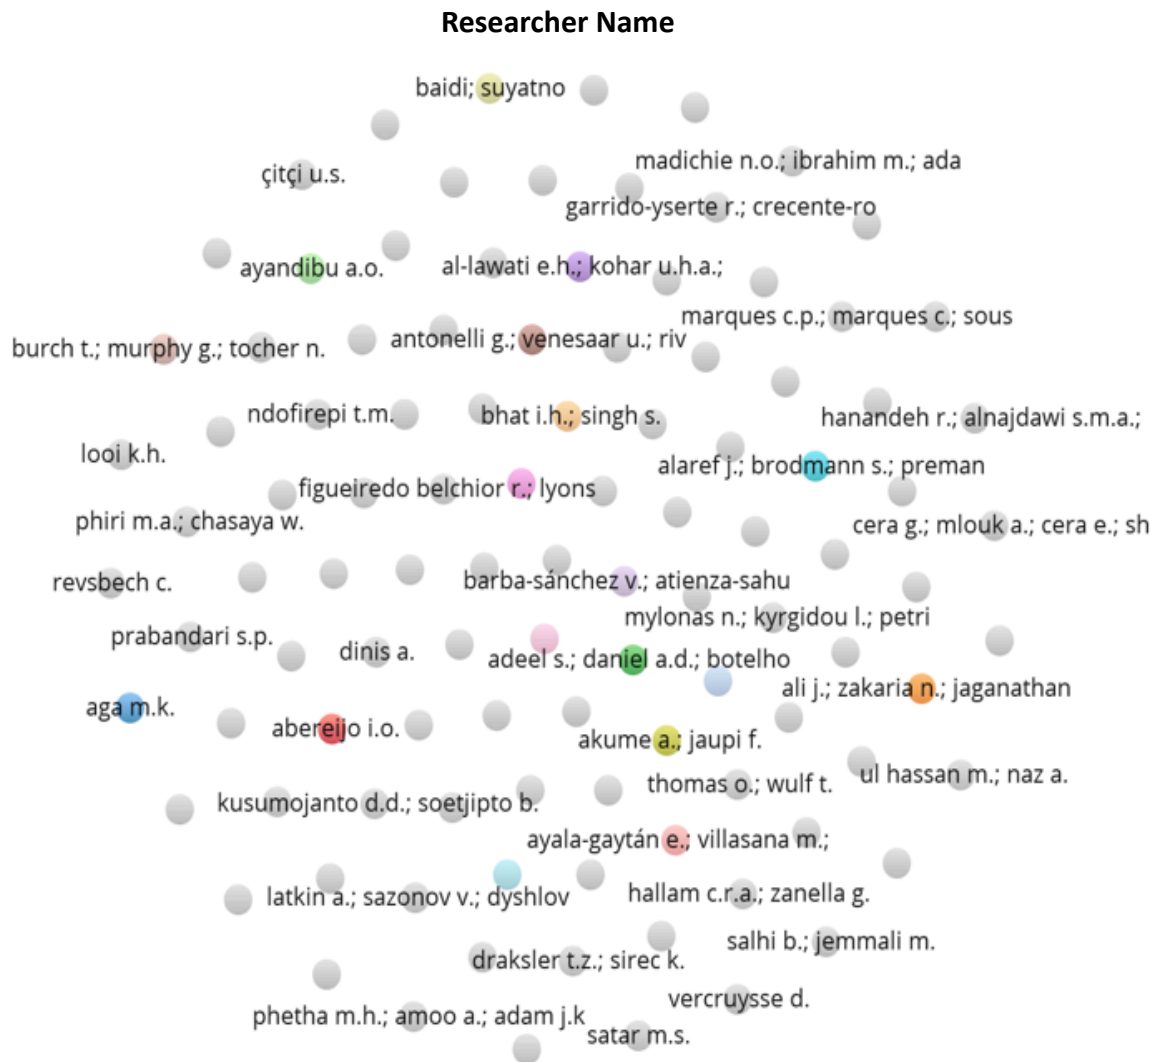 Researcher Name
baidi; suyatno
madichie n.o.; ibrahim m.; ada
çitçi u.s.
garrido-yserte r.; crecente-ro
ayandibu a.o.
al-lawati e.h.; kohar u.h.a.;
marques c.p.; marques c.; sous
antonelli g.; venesaar u.; riv
burch t.; murphy g.; tocher n.
ndofirepi t.m.
bhat i.h.; singh s.
hanandeh r.; alnajdawi s.m.a.;
looi k.h.
alaref j.; brodmann s.; preman
figueiredo belchior r.; lyons
phiri m.a.; chasaya w.
cera g.; mlouk a.; cera e.; sh
revsbech c.
barba-sánchez v.; atienza-sahu
mylonas n.; kyrgidou l.; petri
prabandari s.p.
dinis a.
adeel s.; daniel a.d.; botelho
ali j.; zakaria n.; jaganathan
aga m.k.
abereijo i.o.
akume a.; jaupi f.
ul hassan m.; naz a.
thomas o.; wulf t.
kusumojanto d.d.; soetjipto b.
ayala-gaytán e.; villasana m.;
latkin a.; sazonov v.; dyshlov
hallam c.r.a.; zanella g.
salhi b.; jemmali m.
draksler t.z.; sirec k.
vercruysse d.
phetha m.h.; amoo a.; adam j.k
satar m.s.